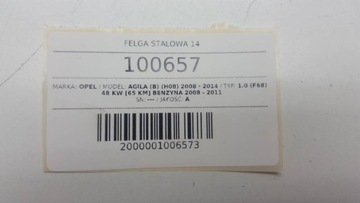 FELGA STALOWA 14
100657
MARKA: OPEL / MODEL: AGILA (B) (H08) 2008 - 2014 / TYP: 1.0 (F68)
48 KW [65 KM] BENZYNA 2008 - 2011
SN: --- / JAKOŚĆ: A
2000001006573